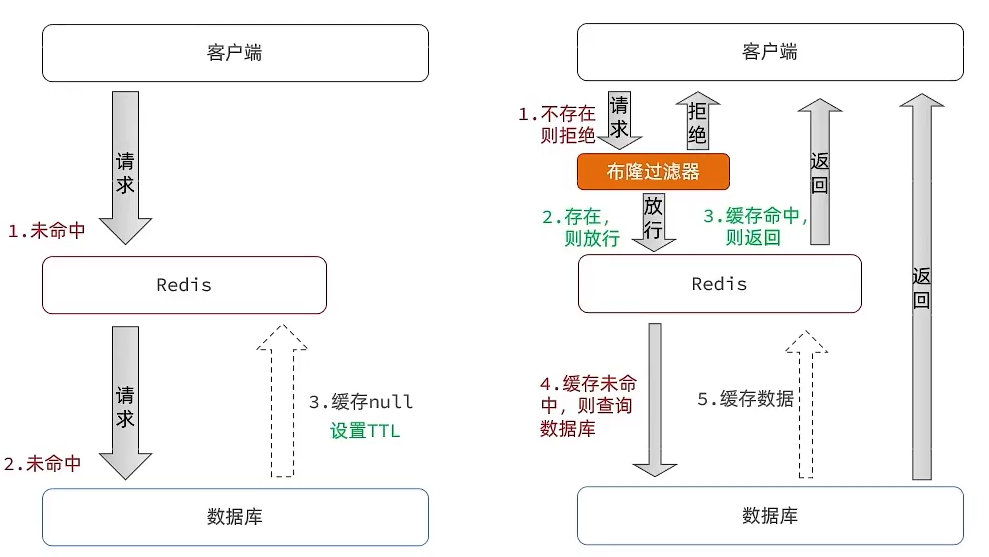 客户端
请求
1.未命中
Redis
请求
3.缓存null
设置TTL
2.未命中
数据库
客户端
1.不存在
则拒绝
请求
拒绝
布隆过滤器
2.存在,
则放行
放行
3.缓存命中,
则返回
返回
Redis
返回
4.缓存未命
中，则查询
数据库
5.缓存数据
数据库